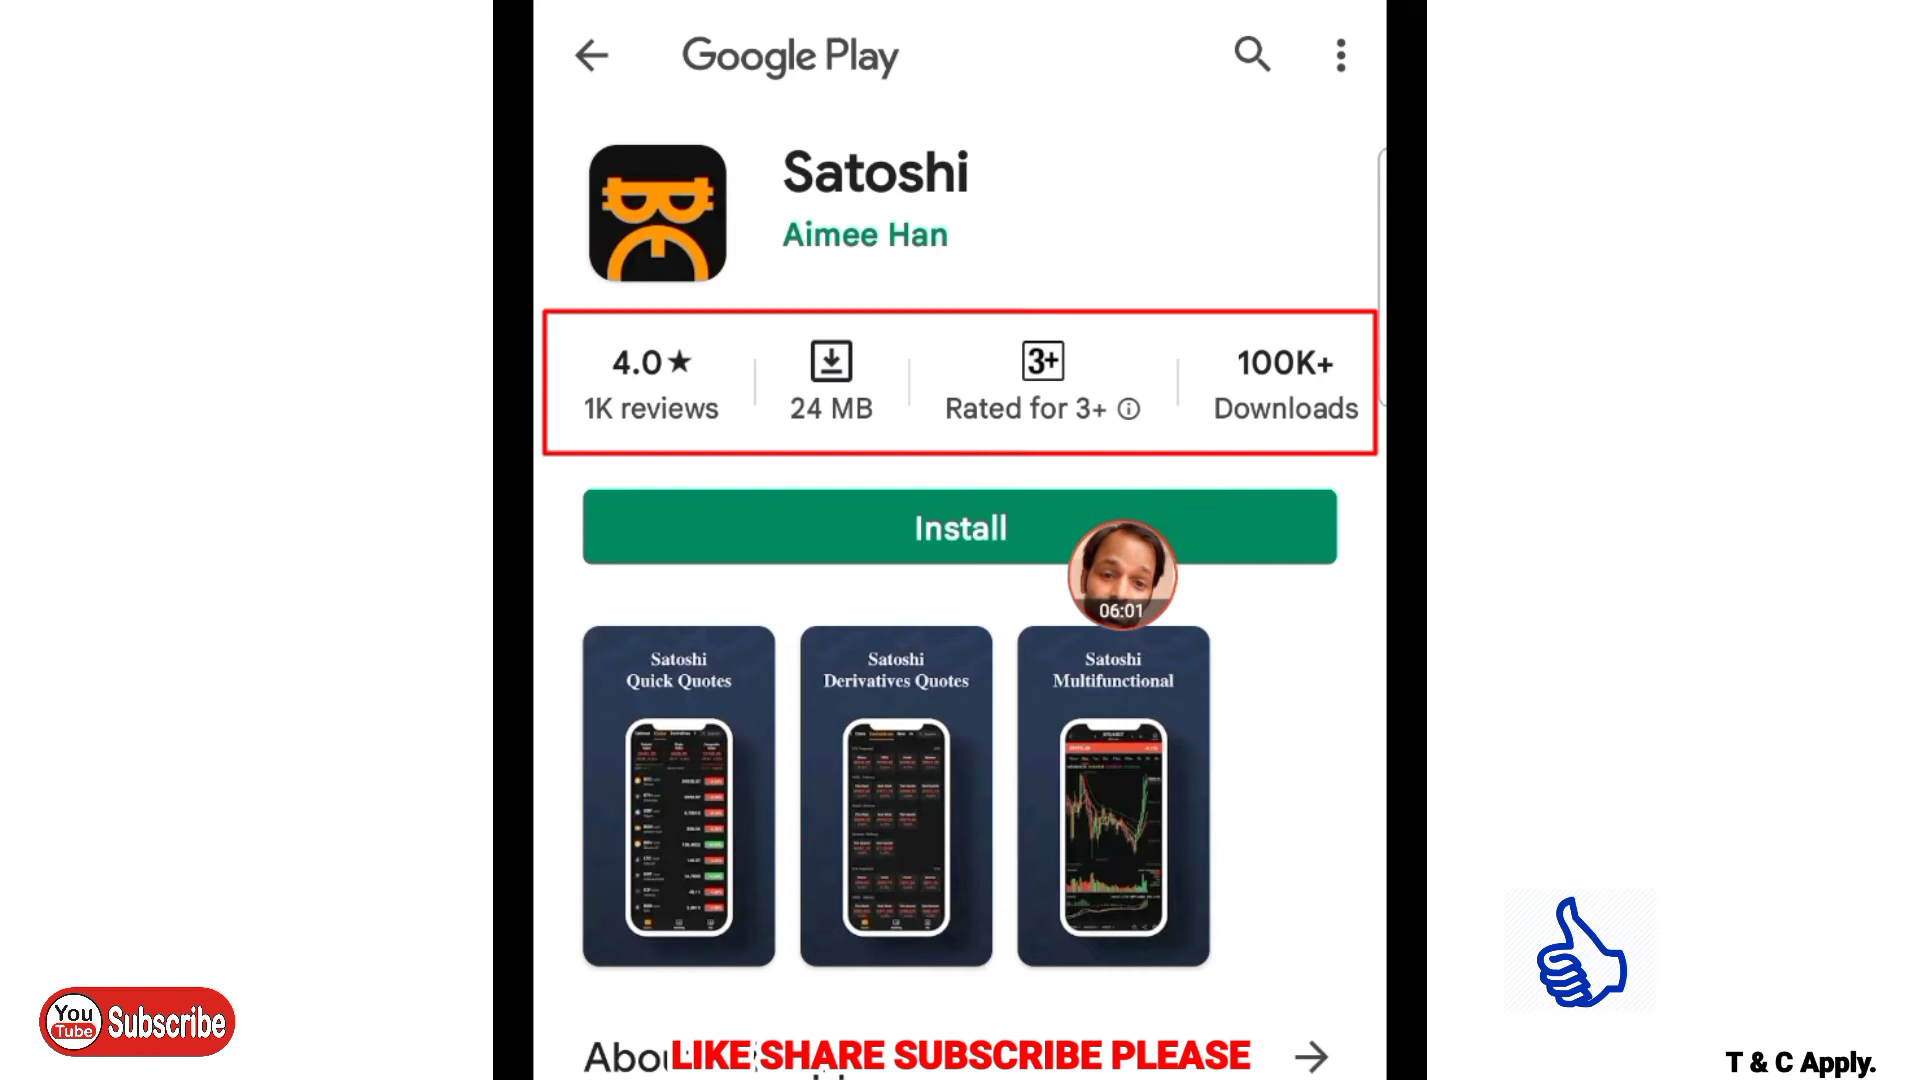 Google Play
Satoshi
Aimee Han
4.0★
1K reviews
24 MB
3+
Rated for 3+
100K+
Downloads
Install
06:01
Satoshi
Quick Quotes
Satoshi
Derivatives Quotes
Satoshi
Multifunctional
You
Tube
Subscribe
LIKE SHARE SUBSCRIBE PLEASE
T & C Apply.